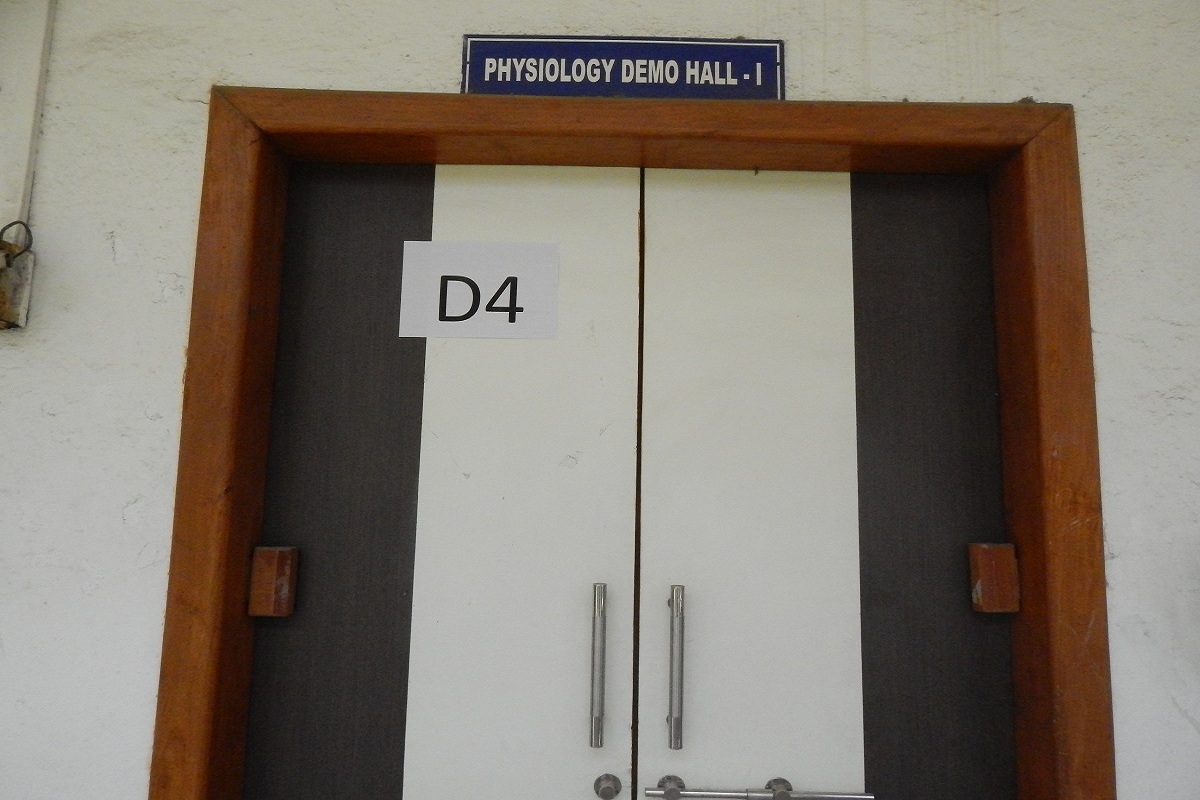 PHYSIOLOGY DEMO HALL - I
D4